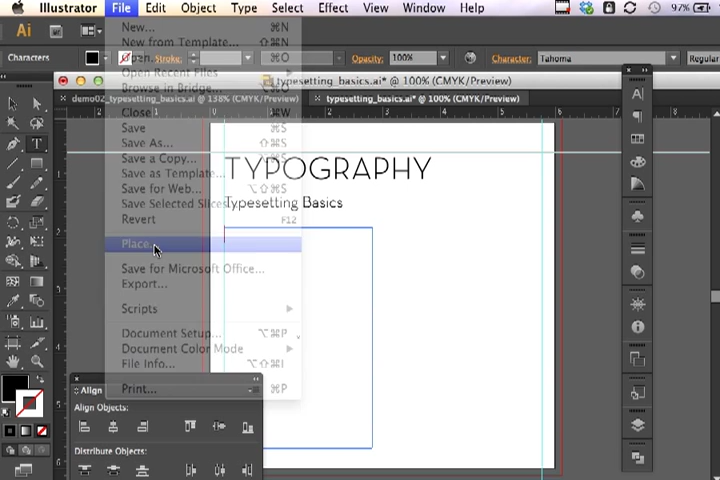 Illustrator File Edit Object Type Select Effect View Window Help 97%
Ai
Characters Stroke: Opacity: 100% Character: Tahoma Regular
typesetting_basics.ai* @ 100% (CMYK/Preview)
demo02_typesetting_basics.ai @ 138% (CMYK/Preview) typesetting_basics.ai* @ 100% (CMYK/Preview)
New... ⌘N
New from Template... ⇧⌘N
Open... ⌘O
Open Recent Files
Browse in Bridge... ⌥⌘O
Close ⌘W
Save ⌘S
Save As... ⇧⌘S
Save a Copy... ⌥⌘S
Save as Template...
Save for Web... ⌥⇧⌘S
Save Selected Slices...
Revert F12
Place...
Save for Microsoft Office...
Export...
Scripts
Document Setup... ⌥⌘P
Document Color Mode
File Info... ⌥⇧⌘I
Print... ⌘P
TYPOGRAPHY
Typesetting Basics
Align
Align Objects:
Distribute Objects: